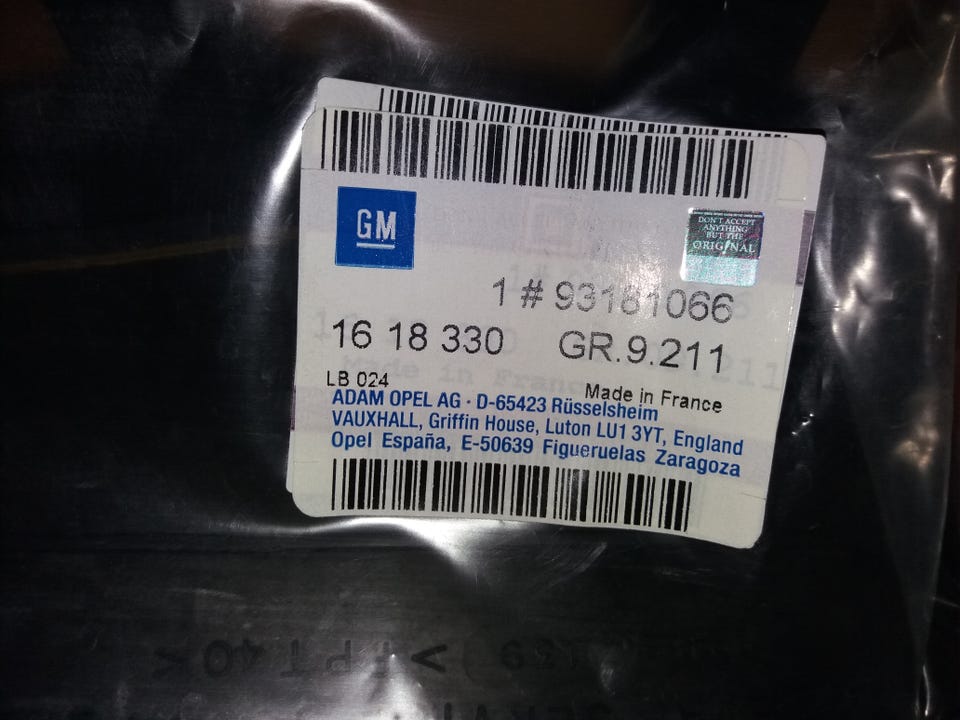 GM
DON'T ACCEPT
ANYTHING
BUT THE
ORIGINAL
1 # 93181066
16 18 330 GR.9.211
LB 024 Made in France
ADAM OPEL AG · D-65423 Rüsselsheim
VAUXHALL, Griffin House, Luton LU1 3YT, England
Opel España, E-50639 Figueruelas Zaragoza